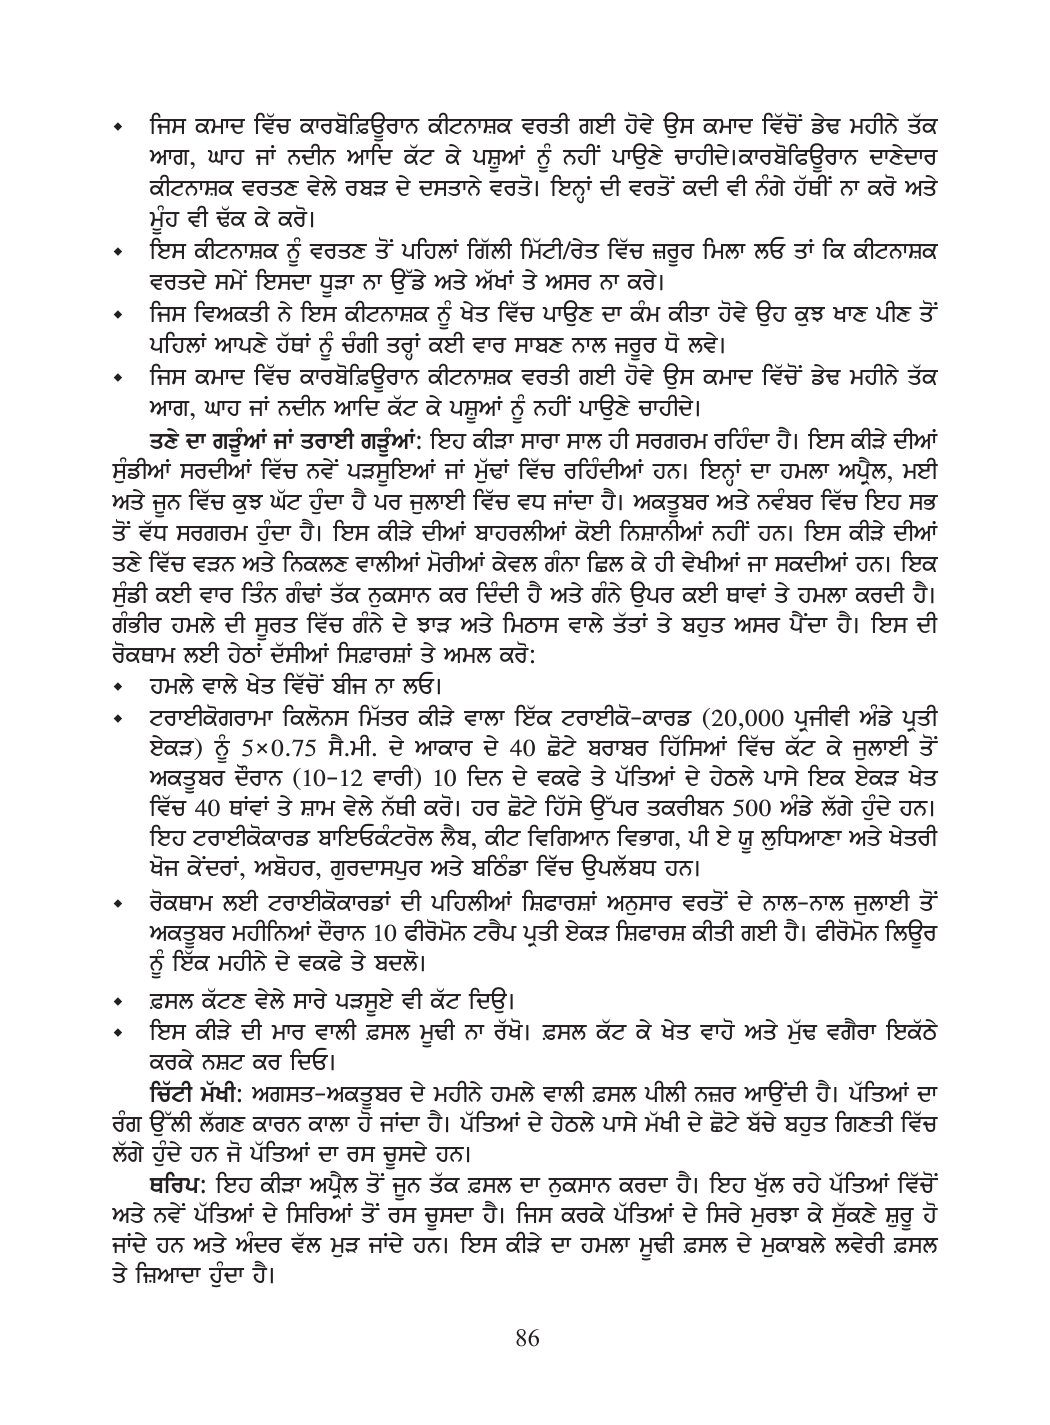 ◆ ਜਿਸ ਕਮਾਦ ਵਿੱਚ ਕਾਰਬੋਫ਼ਿਊਰਾਨ ਕੀਟਨਾਸ਼ਕ ਵਰਤੀ ਗਈ ਹੋਵੇ ਉਸ ਕਮਾਦ ਵਿੱਚੋਂ ਡੇਢ ਮਹੀਨੇ ਤੱਕ
ਆਗ, ਘਾਹ ਜਾਂ ਨਦੀਨ ਆਦਿ ਕੱਟ ਕੇ ਪਸ਼ੂਆਂ ਨੂੰ ਨਹੀਂ ਪਾਉਣੇ ਚਾਹੀਦੇ।ਕਾਰਬੋਫਿਊਰਾਨ ਦਾਣੇਦਾਰ
ਕੀਟਨਾਸ਼ਕ ਵਰਤਣ ਵੇਲੇ ਰਬੜ ਦੇ ਦਸਤਾਨੇ ਵਰਤੋ। ਇਨ੍ਹਾਂ ਦੀ ਵਰਤੋਂ ਕਦੀ ਵੀ ਨੰਗੇ ਹੱਥੀਂ ਨਾ ਕਰੋ ਅਤੇ
ਮੂੰਹ ਵੀ ਢੱਕ ਕੇ ਕਰੋ।
◆ ਇਸ ਕੀਟਨਾਸ਼ਕ ਨੂੰ ਵਰਤਣ ਤੋਂ ਪਹਿਲਾਂ ਗਿੱਲੀ ਮਿੱਟੀ/ਰੇਤ ਵਿੱਚ ਜ਼ਰੂਰ ਮਿਲਾ ਲਓ ਤਾਂ ਕਿ ਕੀਟਨਾਸ਼ਕ
ਵਰਤਦੇ ਸਮੇਂ ਇਸਦਾ ਧੂੜਾ ਨਾ ਉੱਡੇ ਅਤੇ ਅੱਖਾਂ ਤੇ ਅਸਰ ਨਾ ਕਰੇ।
◆ ਜਿਸ ਵਿਅਕਤੀ ਨੇ ਇਸ ਕੀਟਨਾਸ਼ਕ ਨੂੰ ਖੇਤ ਵਿੱਚ ਪਾਉਣ ਦਾ ਕੰਮ ਕੀਤਾ ਹੋਵੇ ਉਹ ਕੁਝ ਖਾਣ ਪੀਣ ਤੋਂ
ਪਹਿਲਾਂ ਆਪਣੇ ਹੱਥਾਂ ਨੂੰ ਚੰਗੀ ਤਰ੍ਹਾਂ ਕਈ ਵਾਰ ਸਾਬਣ ਨਾਲ ਜਰੂਰ ਧੋ ਲਵੇ।
◆ ਜਿਸ ਕਮਾਦ ਵਿੱਚ ਕਾਰਬੋਫ਼ਿਊਰਾਨ ਕੀਟਨਾਸ਼ਕ ਵਰਤੀ ਗਈ ਹੋਵੇ ਉਸ ਕਮਾਦ ਵਿੱਚੋਂ ਡੇਢ ਮਹੀਨੇ ਤੱਕ
ਆਗ, ਘਾਹ ਜਾਂ ਨਦੀਨ ਆਦਿ ਕੱਟ ਕੇ ਪਸ਼ੂਆਂ ਨੂੰ ਨਹੀਂ ਪਾਉਣੇ ਚਾਹੀਦੇ।
ਤਣੇ ਦਾ ਗੜੂੰਆਂ ਜਾਂ ਤਰਾਈ ਗੜੂੰਆਂ: ਇਹ ਕੀੜਾ ਸਾਰਾ ਸਾਲ ਹੀ ਸਰਗਰਮ ਰਹਿੰਦਾ ਹੈ। ਇਸ ਕੀੜੇ ਦੀਆਂ
ਸੁੰਡੀਆਂ ਸਰਦੀਆਂ ਵਿੱਚ ਨਵੇਂ ਪੜਸੂਇਆਂ ਜਾਂ ਮੁੱਢਾਂ ਵਿੱਚ ਰਹਿੰਦੀਆਂ ਹਨ। ਇਨ੍ਹਾਂ ਦਾ ਹਮਲਾ ਅਪ੍ਰੈਲ, ਮਈ
ਅਤੇ ਜੂਨ ਵਿੱਚ ਕੁਝ ਘੱਟ ਹੁੰਦਾ ਹੈ ਪਰ ਜੁਲਾਈ ਵਿੱਚ ਵਧ ਜਾਂਦਾ ਹੈ। ਅਕਤੂਬਰ ਅਤੇ ਨਵੰਬਰ ਵਿੱਚ ਇਹ ਸਭ
ਤੋਂ ਵੱਧ ਸਰਗਰਮ ਹੁੰਦਾ ਹੈ। ਇਸ ਕੀੜੇ ਦੀਆਂ ਬਾਹਰਲੀਆਂ ਕੋਈ ਨਿਸ਼ਾਨੀਆਂ ਨਹੀਂ ਹਨ। ਇਸ ਕੀੜੇ ਦੀਆਂ
ਤਣੇ ਵਿੱਚ ਵੜਨ ਅਤੇ ਨਿਕਲਣ ਵਾਲੀਆਂ ਮੋਰੀਆਂ ਕੇਵਲ ਗੰਨਾ ਛਿਲ ਕੇ ਹੀ ਵੇਖੀਆਂ ਜਾ ਸਕਦੀਆਂ ਹਨ। ਇਕ
ਸੁੰਡੀ ਕਈ ਵਾਰ ਤਿੰਨ ਗੰਢਾਂ ਤੱਕ ਨੁਕਸਾਨ ਕਰ ਦਿੰਦੀ ਹੈ ਅਤੇ ਗੰਨੇ ਉਪਰ ਕਈ ਥਾਵਾਂ ਤੇ ਹਮਲਾ ਕਰਦੀ ਹੈ।
ਗੰਭੀਰ ਹਮਲੇ ਦੀ ਸੂਰਤ ਵਿੱਚ ਗੰਨੇ ਦੇ ਝਾੜ ਅਤੇ ਮਿਠਾਸ ਵਾਲੇ ਤੱਤਾਂ ਤੇ ਬਹੁਤ ਅਸਰ ਪੈਂਦਾ ਹੈ। ਇਸ ਦੀ
ਰੋਕਥਾਮ ਲਈ ਹੇਠਾਂ ਦੱਸੀਆਂ ਸਿਫ਼ਾਰਸ਼ਾਂ ਤੇ ਅਮਲ ਕਰੋ:
◆ ਹਮਲੇ ਵਾਲੇ ਖੇਤ ਵਿੱਚੋਂ ਬੀਜ ਨਾ ਲਓ।
◆ ਟਰਾਈਕੋਗਰਾਮਾ ਕਿਲੋਨਸ ਮਿੱਤਰ ਕੀੜੇ ਵਾਲਾ ਇੱਕ ਟਰਾਈਕੋ-ਕਾਰਡ (20,000 ਪ੍ਰਜੀਵੀ ਅੰਡੇ ਪ੍ਰਤੀ
ਏਕੜ) ਨੂੰ 5×0.75 ਸੈ.ਮੀ. ਦੇ ਆਕਾਰ ਦੇ 40 ਛੋਟੇ ਬਰਾਬਰ ਹਿੱਸਿਆਂ ਵਿੱਚ ਕੱਟ ਕੇ ਜੁਲਾਈ ਤੋਂ
ਅਕਤੂਬਰ ਦੌਰਾਨ (10-12 ਵਾਰੀ) 10 ਦਿਨ ਦੇ ਵਕਫੇ ਤੇ ਪੱਤਿਆਂ ਦੇ ਹੇਠਲੇ ਪਾਸੇ ਇਕ ਏਕੜ ਖੇਤ
ਵਿੱਚ 40 ਥਾਂਵਾਂ ਤੇ ਸ਼ਾਮ ਵੇਲੇ ਨੱਥੀ ਕਰੋ। ਹਰ ਛੋਟੇ ਹਿੱਸੇ ਉੱਪਰ ਤਕਰੀਬਨ 500 ਅੰਡੇ ਲੱਗੇ ਹੁੰਦੇ ਹਨ।
ਇਹ ਟਰਾਈਕੋਕਾਰਡ ਬਾਇਓਕੰਟਰੋਲ ਲੈਬ, ਕੀਟ ਵਿਗਿਆਨ ਵਿਭਾਗ, ਪੀ ਏ ਯੂ ਲੁਧਿਆਣਾ ਅਤੇ ਖੇਤਰੀ
ਖੋਜ ਕੇਂਦਰਾਂ, ਅਬੋਹਰ, ਗੁਰਦਾਸਪੁਰ ਅਤੇ ਬਠਿੰਡਾ ਵਿੱਚ ਉਪਲੱਬਧ ਹਨ।
◆ ਰੋਕਥਾਮ ਲਈ ਟਰਾਈਕੋਕਾਰਡਾਂ ਦੀ ਪਹਿਲੀਆਂ ਸ਼ਿਫਾਰਸ਼ਾਂ ਅਨੁਸਾਰ ਵਰਤੋਂ ਦੇ ਨਾਲ-ਨਾਲ ਜੁਲਾਈ ਤੋਂ
ਅਕਤੂਬਰ ਮਹੀਨਿਆਂ ਦੌਰਾਨ 10 ਫੀਰੋਮੋਨ ਟਰੈਪ ਪ੍ਰਤੀ ਏਕੜ ਸ਼ਿਫਾਰਸ਼ ਕੀਤੀ ਗਈ ਹੈ। ਫੀਰੋਮੋਨ ਲਿਊਰ
ਨੂੰ ਇੱਕ ਮਹੀਨੇ ਦੇ ਵਕਫੇ ਤੇ ਬਦਲੋ।
◆ ਫ਼ਸਲ ਕੱਟਣ ਵੇਲੇ ਸਾਰੇ ਪੜਸੂਏ ਵੀ ਕੱਟ ਦਿਉ।
◆ ਇਸ ਕੀੜੇ ਦੀ ਮਾਰ ਵਾਲੀ ਫ਼ਸਲ ਮੂਢੀ ਨਾ ਰੱਖੋ। ਫ਼ਸਲ ਕੱਟ ਕੇ ਖੇਤ ਵਾਹੋ ਅਤੇ ਮੁੱਢ ਵਗੈਰਾ ਇਕੱਠੇ
ਕਰਕੇ ਨਸ਼ਟ ਕਰ ਦਿਓ।
ਚਿੱਟੀ ਮੱਖੀ: ਅਗਸਤ-ਅਕਤੂਬਰ ਦੇ ਮਹੀਨੇ ਹਮਲੇ ਵਾਲੀ ਫ਼ਸਲ ਪੀਲੀ ਨਜ਼ਰ ਆਉਂਦੀ ਹੈ। ਪੱਤਿਆਂ ਦਾ
ਰੰਗ ਉੱਲੀ ਲੱਗਣ ਕਾਰਨ ਕਾਲਾ ਹੋ ਜਾਂਦਾ ਹੈ। ਪੱਤਿਆਂ ਦੇ ਹੇਠਲੇ ਪਾਸੇ ਮੱਖੀ ਦੇ ਛੋਟੇ ਬੱਚੇ ਬਹੁਤ ਗਿਣਤੀ ਵਿੱਚ
ਲੱਗੇ ਹੁੰਦੇ ਹਨ ਜੋ ਪੱਤਿਆਂ ਦਾ ਰਸ ਚੂਸਦੇ ਹਨ।
ਥਰਿਪ: ਇਹ ਕੀੜਾ ਅਪ੍ਰੈਲ ਤੋਂ ਜੂਨ ਤੱਕ ਫ਼ਸਲ ਦਾ ਨੁਕਸਾਨ ਕਰਦਾ ਹੈ। ਇਹ ਖੁੱਲ ਰਹੇ ਪੱਤਿਆਂ ਵਿੱਚੋਂ
ਅਤੇ ਨਵੇਂ ਪੱਤਿਆਂ ਦੇ ਸਿਰਿਆਂ ਤੋਂ ਰਸ ਚੂਸਦਾ ਹੈ। ਜਿਸ ਕਰਕੇ ਪੱਤਿਆਂ ਦੇ ਸਿਰੇ ਮੁਰਝਾ ਕੇ ਸੁੱਕਣੇ ਸ਼ੁਰੂ ਹੋ
ਜਾਂਦੇ ਹਨ ਅਤੇ ਅੰਦਰ ਵੱਲ ਮੁੜ ਜਾਂਦੇ ਹਨ। ਇਸ ਕੀੜੇ ਦਾ ਹਮਲਾ ਮੂਢੀ ਫ਼ਸਲ ਦੇ ਮੁਕਾਬਲੇ ਲਵੇਰੀ ਫ਼ਸਲ
ਤੇ ਜ਼ਿਆਦਾ ਹੁੰਦਾ ਹੈ।
86